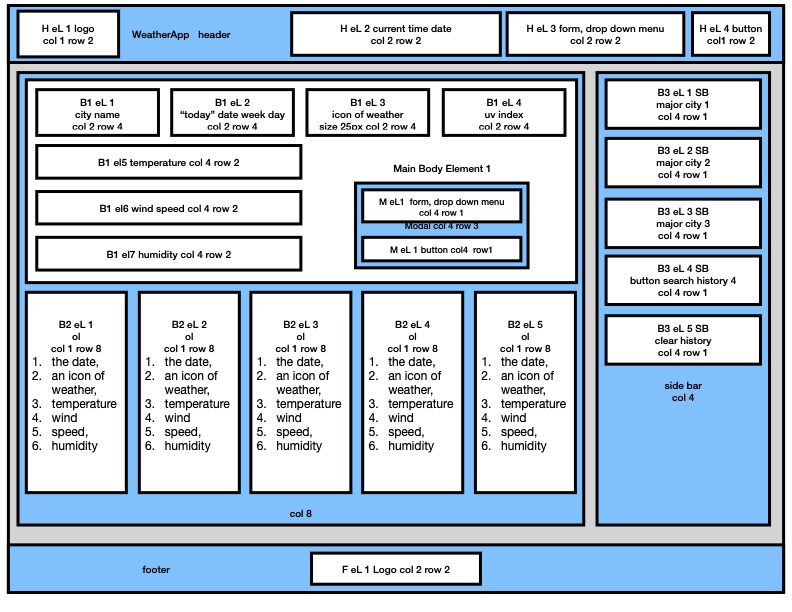 H eL 1 logo
col 1 row 2
WeatherApp header
H eL 2 current time date
col 2 row 2
H eL 3 form, drop down menu
col 2 row 2
H eL 4 button
col1 row 2
B1 eL 1
city name
col 2 row 4
B1 eL 2
“today” date week day
col 2 row 4
B1 eL 3
icon of weather
size 25px col 2 row 4
B1 eL 4
uv index
col 2 row 4
B1 el5 temperature col 4 row 2
B1 el6 wind speed col 4 row 2
B1 el7 humidity col 4 row 2
Main Body Element 1
M eL1 form, drop down menu
col 4 row 1
Modal col 4 row 3
M eL 1 button col4 row1
B2 eL 1
ol
col 1 row 8
1. the date,
2. an icon of
weather,
3. temperature
4. wind
5. speed,
6. humidity
B2 eL 2
ol
col 1 row 8
1. the date,
2. an icon of
weather,
3. temperature
4. wind
5. speed,
6. humidity
B2 eL 3
ol
col 1 row 8
1. the date,
2. an icon of
weather,
3. temperature
4. wind
5. speed,
6. humidity
B2 eL 4
ol
col 1 row 8
1. the date,
2. an icon of
weather,
3. temperature
4. wind
5. speed,
6. humidity
B2 eL 5
ol
col 1 row 8
1. the date,
2. an icon of
weather,
3. temperature
4. wind
5. speed,
6. humidity
col 8
B3 eL 1 SB
major city 1
col 4 row 1
B3 eL 2 SB
major city 2
col 4 row 1
B3 eL 3 SB
major city 3
col 4 row 1
B3 eL 4 SB
button search history 4
col 4 row 1
B3 eL 5 SB
clear history
col 4 row 1
side bar
col 4
footer
F eL 1 Logo col 2 row 2